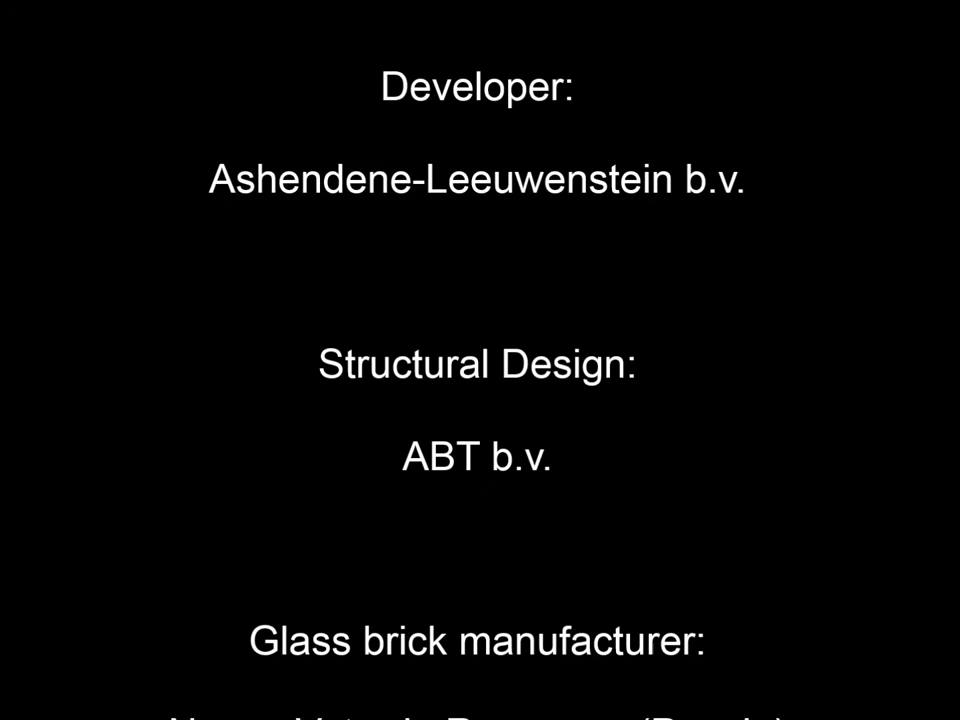 Developer:
Ashendene-Leeuwenstein b.v.
Structural Design:
ABT b.v.
Glass brick manufacturer: